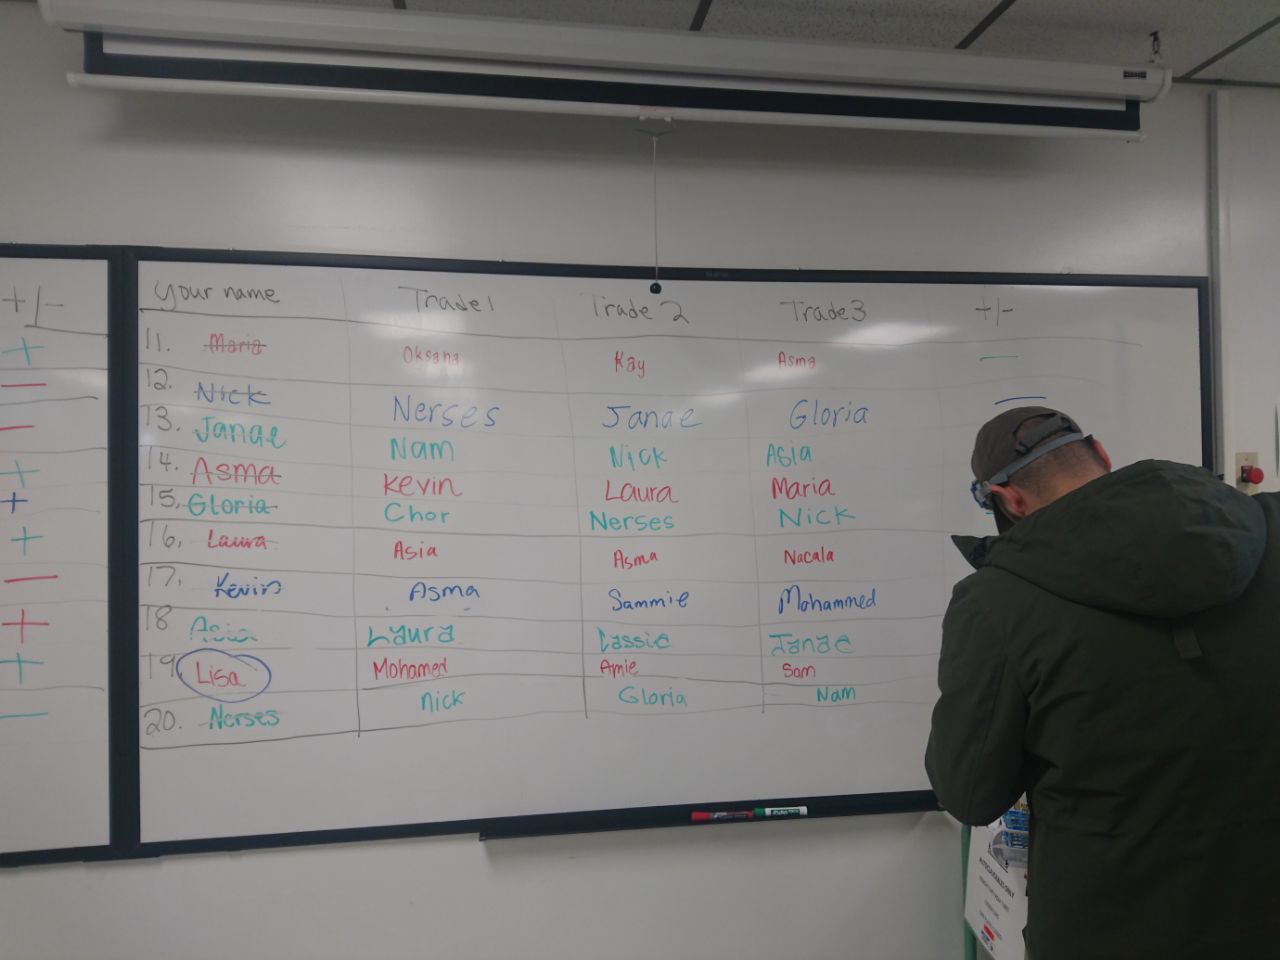 +/-
+
-
-
+
+
+
-
+
+
-
Your name Trade 1 Trade 2 Trade 3 +/-
11. Maria Oksana Kay Asma -
12. Nick Nerses Janae Gloria -
13. Janae Nam Nick Asia
14. Asma Kevin Laura Maria
15. Gloria Chor Nerses Nick
16. Laura Asia Asma Nacala
17. Kevin Asma Sammie Mohammed
18 Asia Laura Cassie Janae
19 Lisa Mohamed Amie Sam
20. Nerses Nick Gloria Nam
AUTOCLAVABLES ONLY